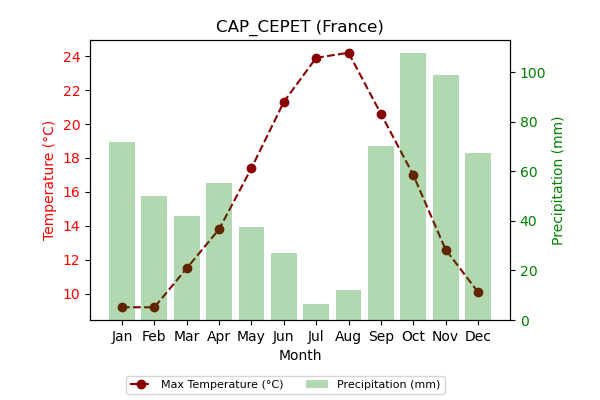 CAP_CEPET (France)
Temperature (°C)
24
22
20
18
16
14
12
10
100
80
60
40
20
0
Precipitation (mm)
Jan Feb Mar Apr May Jun Jul Aug Sep Oct Nov Dec
Month
Max Temperature (°C) Precipitation (mm)